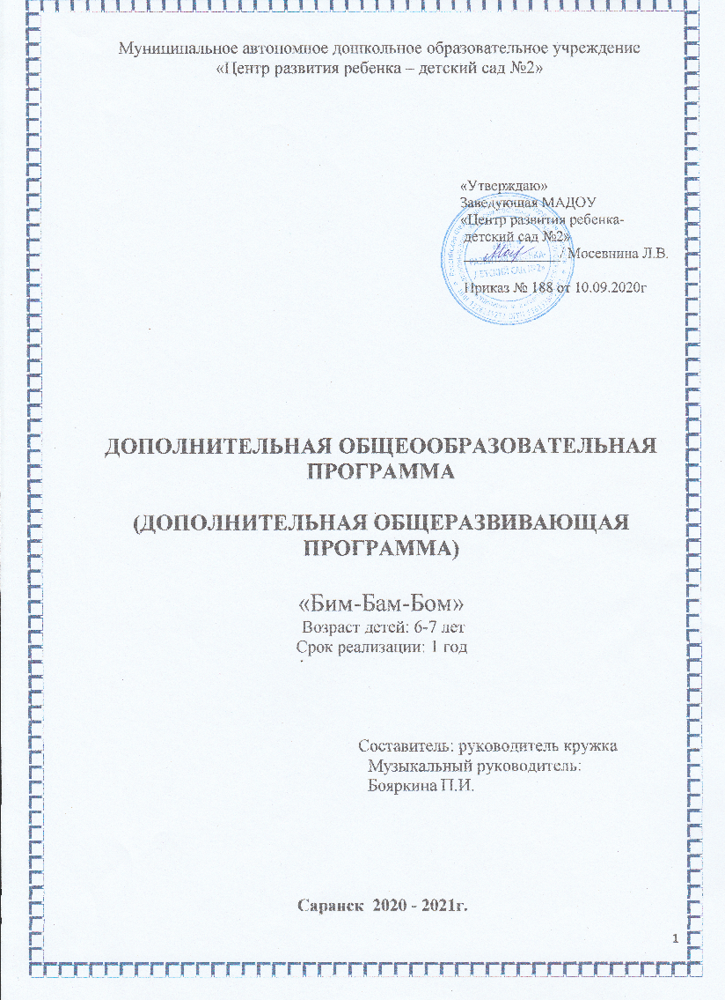 Муниципальное автономное дошкольное образовательное учреждение
«Центр развития ребенка – детский сад №2»
«Утверждаю»
Заведующая МАДОУ
«Центр развития ребенка-
детский сад №2»
/ Мосевнина Л.В.
Приказ № 188 от 10.09.2020г
ДОПОЛНИТЕЛЬНАЯ ОБЩЕООБРАЗОВАТЕЛЬНАЯ
ПРОГРАММА
(ДОПОЛНИТЕЛЬНАЯ ОБЩЕРАЗВИВАЮЩАЯ
ПРОГРАММА)
«Бим-Бам-Бом»
Возраст детей: 6-7 лет
Срок реализации: 1 год
Составитель: руководитель кружка
Музыкальный руководитель:
Бояркина П.И.
Саранск 2020 - 2021г.
1